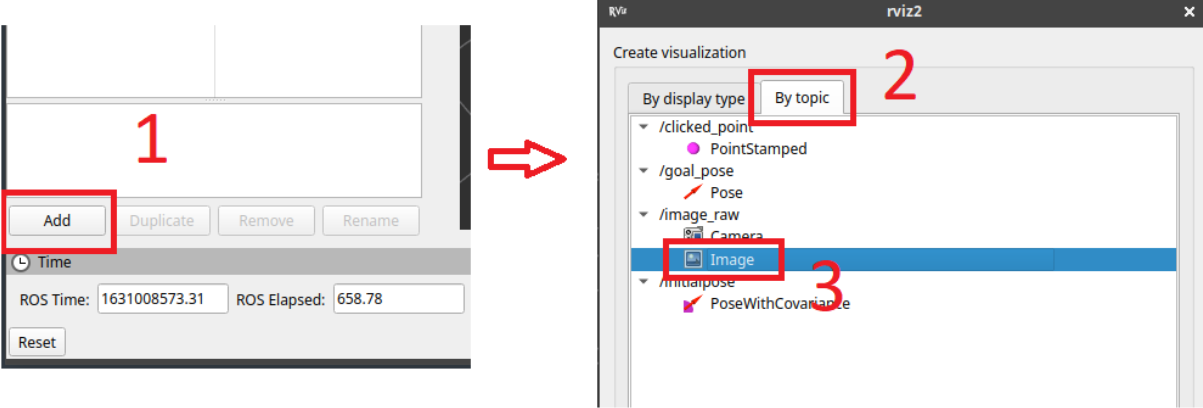 1
Add
Duplicate
Remove
Rename
Time
ROS Time:
1631008573.31
ROS Elapsed:
658.78
Reset
RViz
rviz2
Create visualization
2
By display type
By topic
/clicked_point
PointStamped
/goal_pose
Pose
/image_raw
Camera
Image
3
/initialpose
PoseWithCovariance